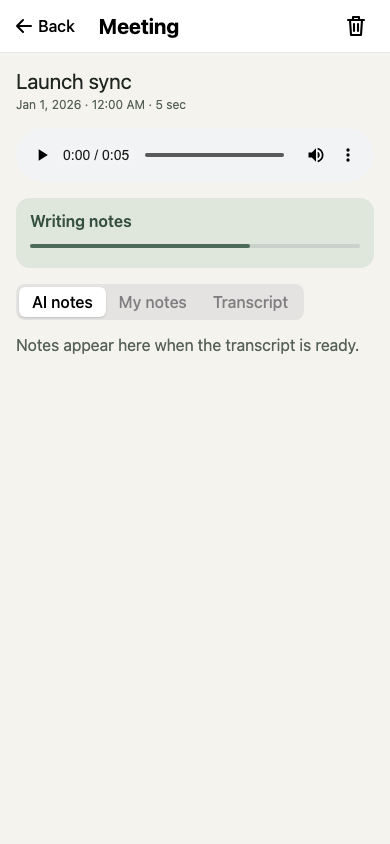 Back Meeting
Launch sync
Jan 1, 2026 · 12:00 AM · 5 sec
0:00 / 0:05
Writing notes
AI notes My notes Transcript
Notes appear here when the transcript is ready.